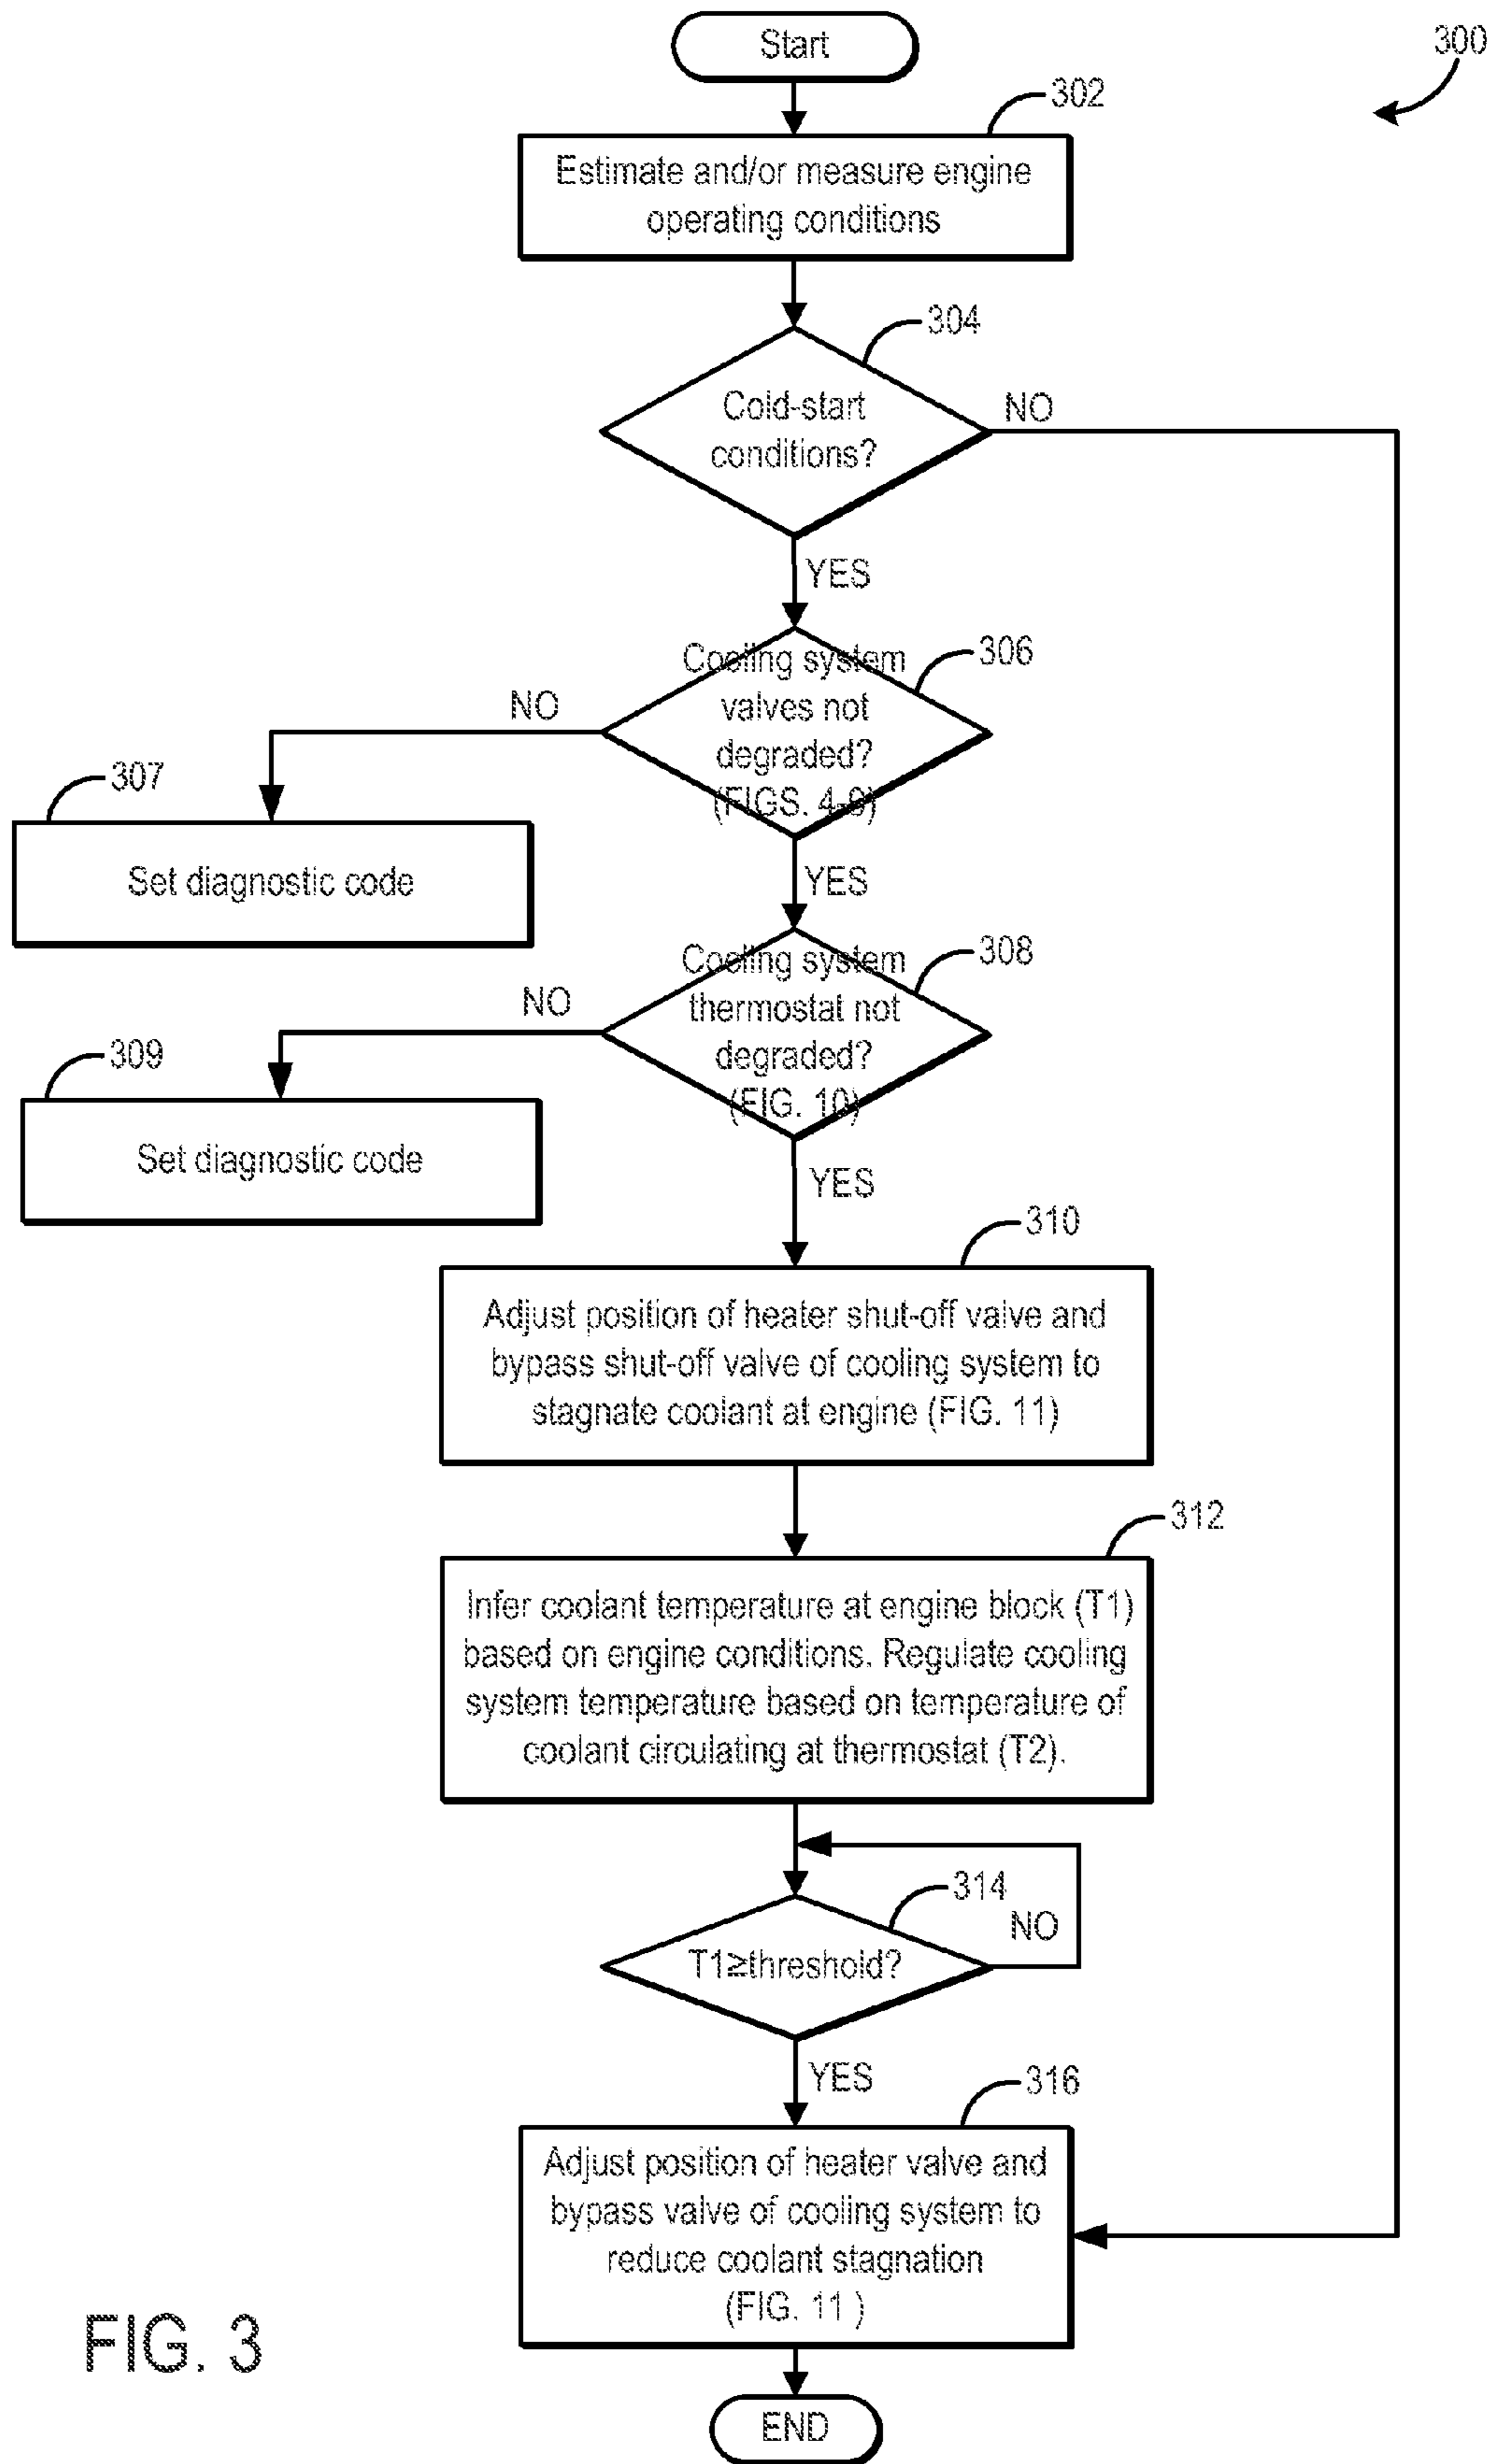 Start
300
302
Estimate and/or measure engine
operating conditions
304
Cold-start
conditions?
NO
YES
306
Cooling system
valves not
degraded?
(FIGS. 4-9)
NO
307
Set diagnostic code
YES
308
Cooling system
thermostat not
degraded?
(FIG. 10)
NO
309
Set diagnostic code
YES
310
Adjust position of heater shut-off valve and
bypass shut-off valve of cooling system to
stagnate coolant at engine (FIG. 11)
312
Infer coolant temperature at engine block (T1)
based on engine conditions. Regulate cooling
system temperature based on temperature of
coolant circulating at thermostat (T2).
314
NO
T1≥threshold?
YES
316
Adjust position of heater valve and
bypass valve of cooling system to
reduce coolant stagnation
(FIG. 11 )
FIG. 3
END